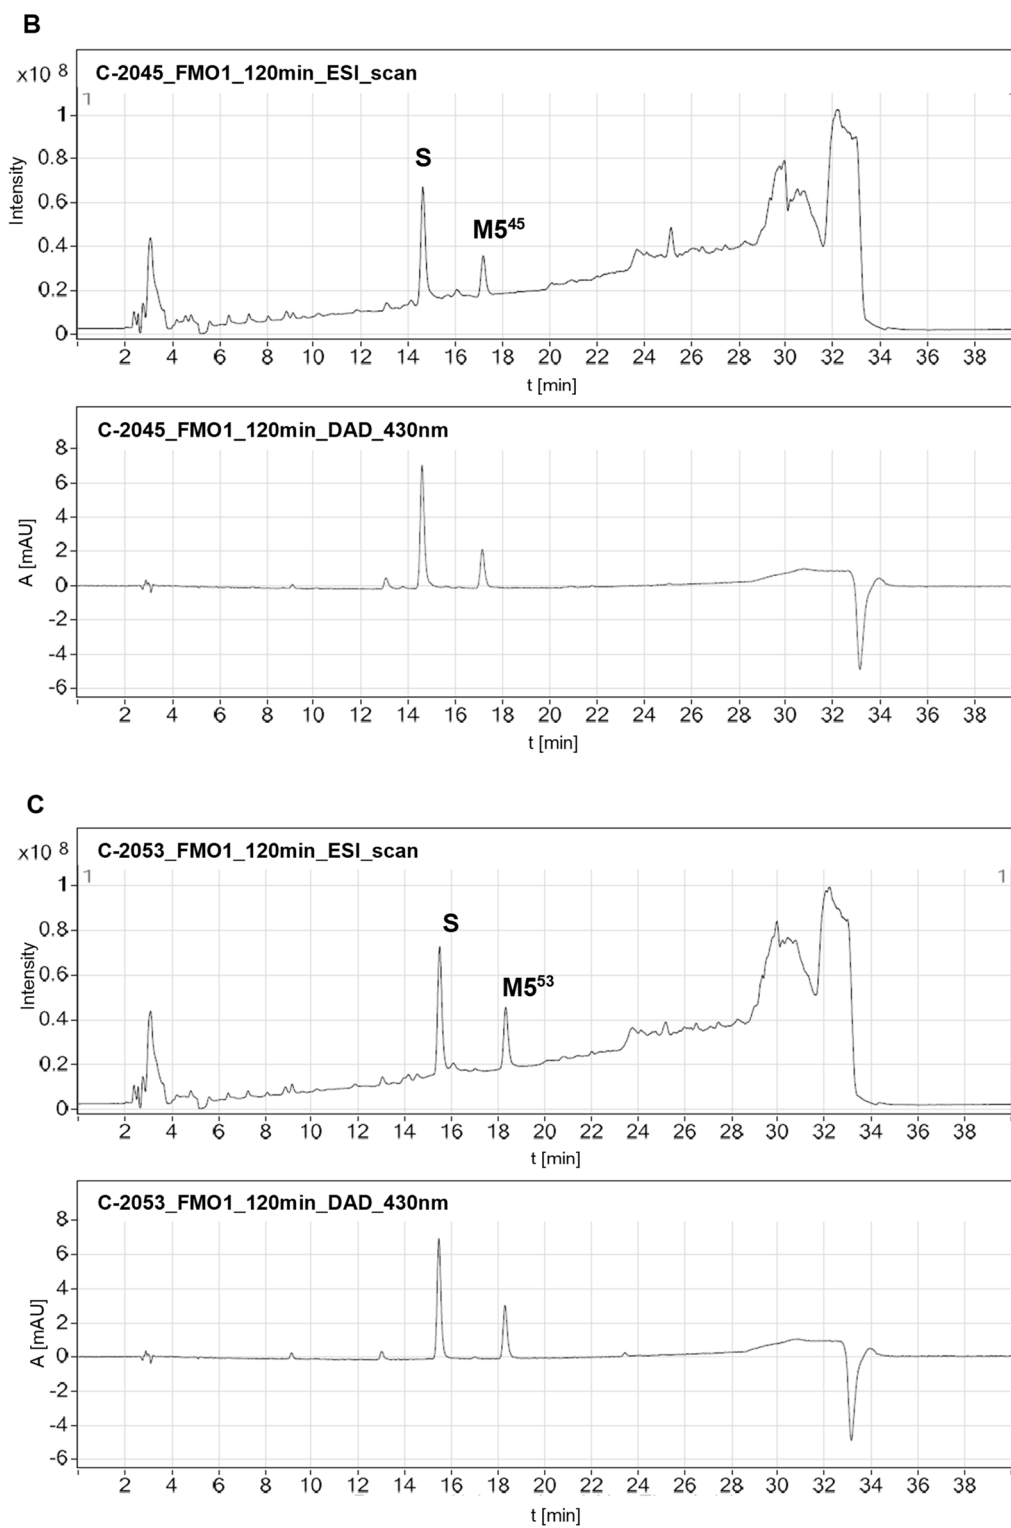 B
x10 8
C-2045_FMO1_120min_ESI_scan
1
1
0.8
0.6
0.4
0.2
0
Intensity
S
M5⁴⁵
2 4 6 8 10 12 14 16 18 20 22 24 26 28 30 32 34 36 38
t [min]
C-2045_FMO1_120min_DAD_430nm
8
6
4
2
0
-2
-4
-6
A [mAU]
2 4 6 8 10 12 14 16 18 20 22 24 26 28 30 32 34 36 38
t [min]
C
x10 8
C-2053_FMO1_120min_ESI_scan
1 1
1
0.8
0.6
0.4
0.2
0
Intensity
S
M5⁵³
2 4 6 8 10 12 14 16 18 20 22 24 26 28 30 32 34 36 38
t [min]
C-2053_FMO1_120min_DAD_430nm
8
6
4
2
0
-2
-4
-6
A [mAU]
2 4 6 8 10 12 14 16 18 20 22 24 26 28 30 32 34 36 38
t [min]